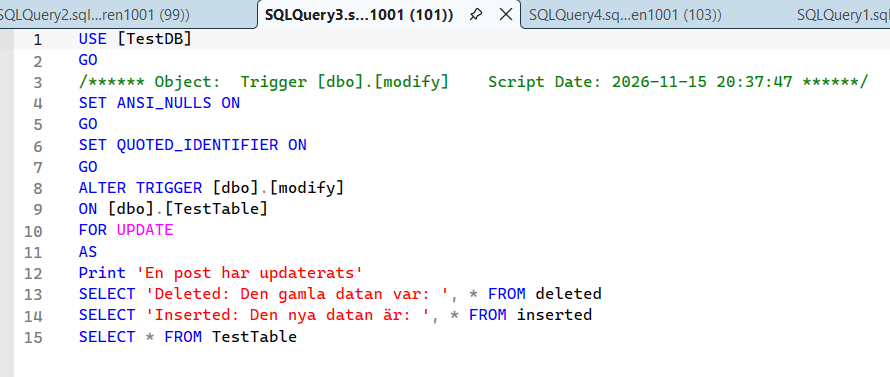 SQLQuery2.sql...ren1001 (99)) SQLQuery3.s...1001 (101)) SQLQuery4.sq...en1001 (103)) SQLQuery1.sql
1 USE [TestDB]
2 GO
3 /****** Object:  Trigger [dbo].[modify]    Script Date: 2026-11-15 20:37:47 ******/
4 SET ANSI_NULLS ON
5 GO
6 SET QUOTED_IDENTIFIER ON
7 GO
8 ALTER TRIGGER [dbo].[modify]
9 ON [dbo].[TestTable]
10 FOR UPDATE
11 AS
12 Print 'En post har updaterats'
13 SELECT 'Deleted: Den gamla datan var: ', * FROM deleted
14 SELECT 'Inserted: Den nya datan är: ', * FROM inserted
15 SELECT * FROM TestTable